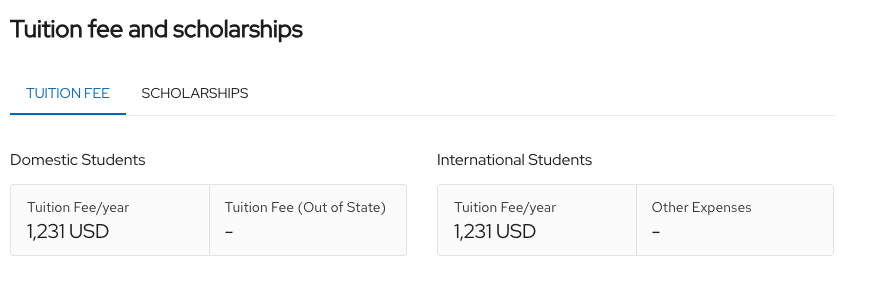 Tuition fee and scholarships
TUITION FEE SCHOLARSHIPS
Domestic Students
Tuition Fee/year
1,231 USD
Tuition Fee (Out of State)
-
International Students
Tuition Fee/year
1,231 USD
Other Expenses
-